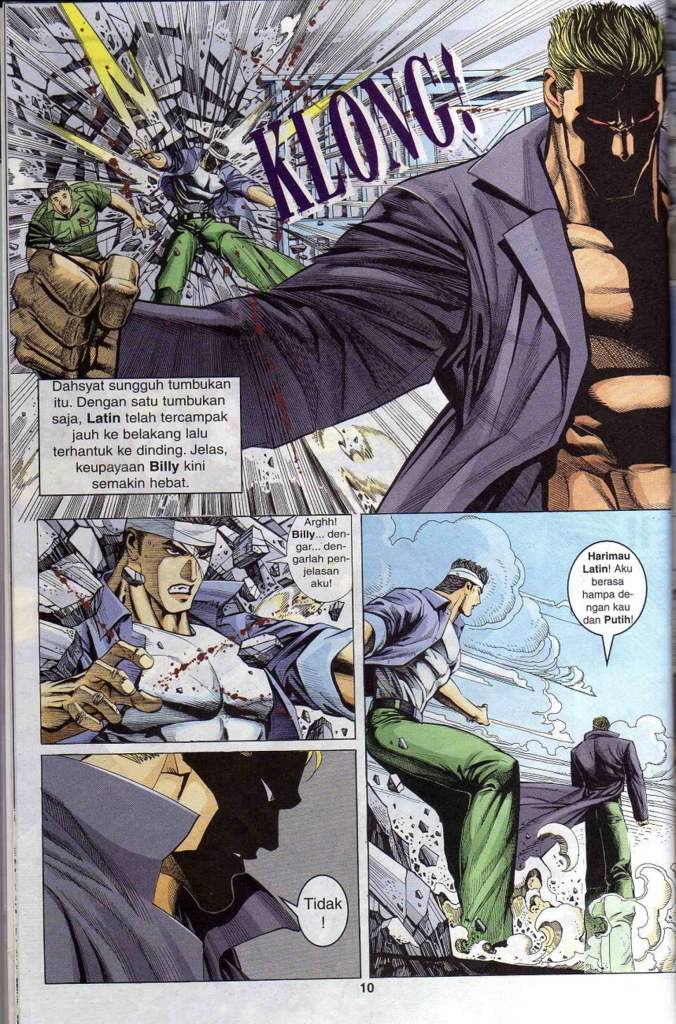 KLONG!
Dahsyat sungguh tumbukan
itu. Dengan satu tumbukan
saja, Latin telah tercampak
jauh ke belakang lalu
terhantuk ke dinding. Jelas,
keupayaan Billy kini
semakin hebat.
Arghh!
Billy... den-
gar... den-
garlah pen-
jelasan
aku!
Harimau
Latin! Aku
berasa
hampa de-
ngan kau
dan Putih!
Tidak
!
10